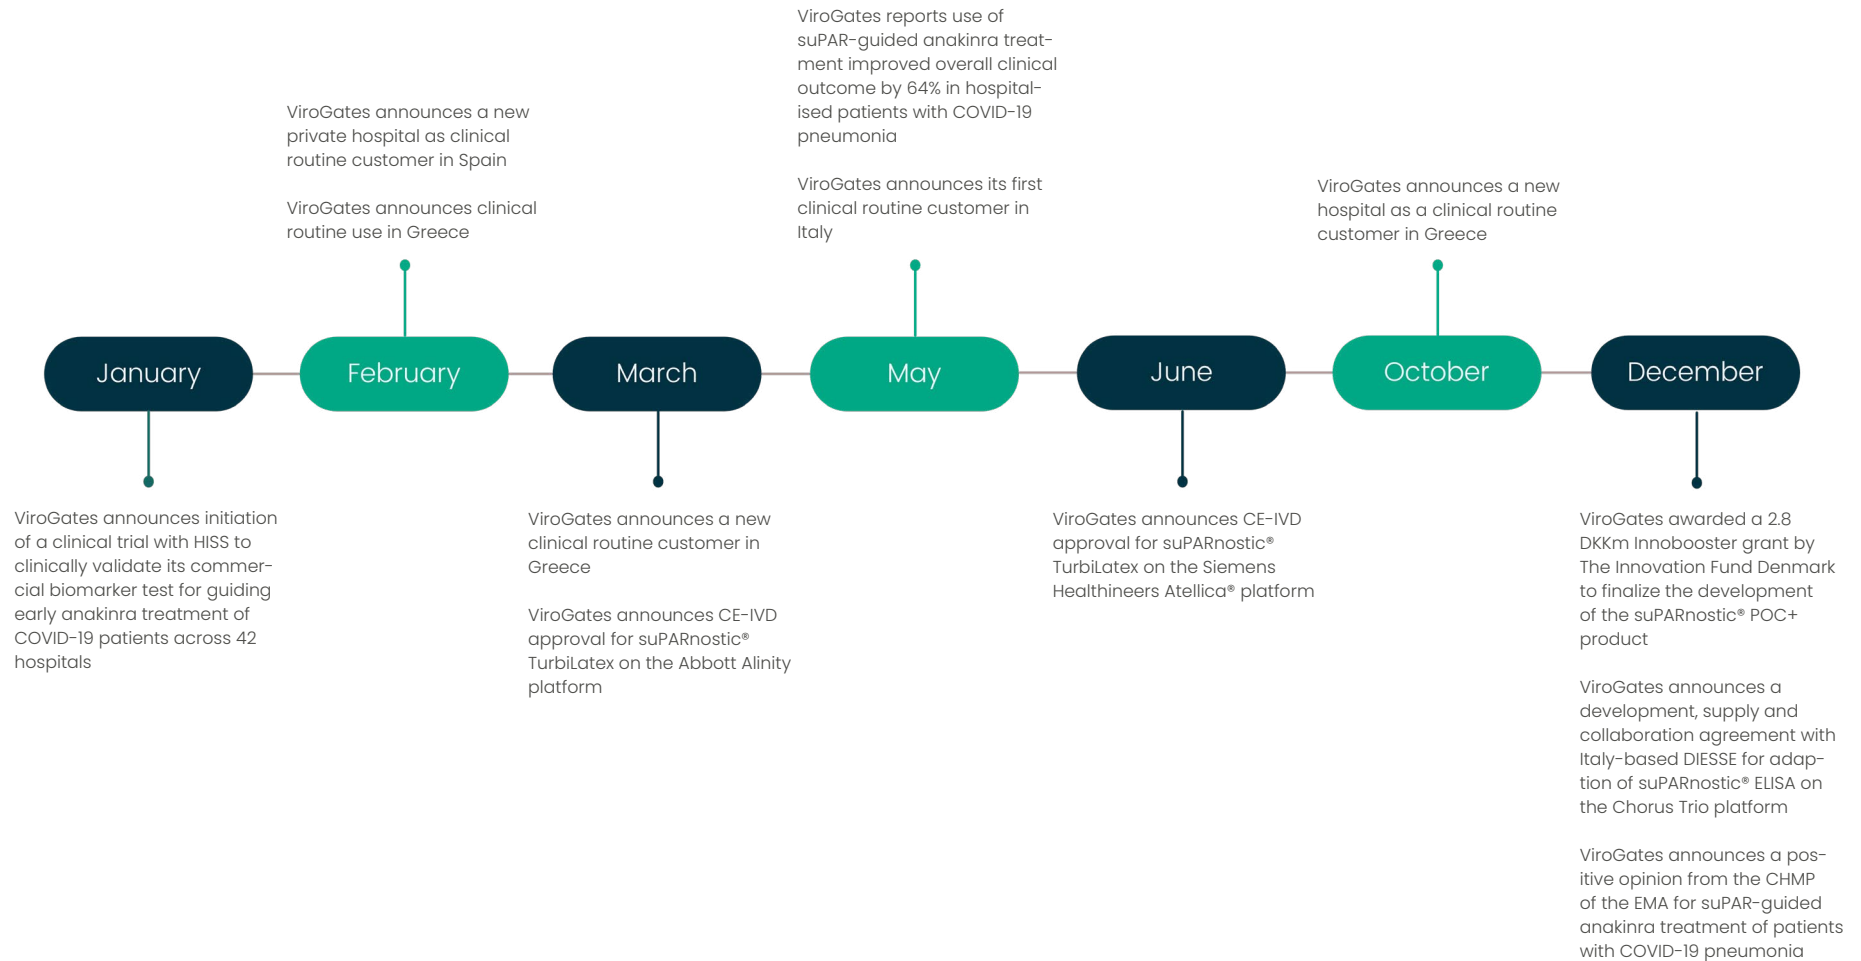 ViroGates reports use of
suPAR-guided anakinra treat-
ment improved overall clinical
outcome by 64% in hospital-
ised patients with COVID-19
pneumonia
ViroGates announces its first
clinical routine customer in
Italy
ViroGates announces a new
private hospital as clinical
routine customer in Spain
ViroGates announces clinical
routine use in Greece
ViroGates announces a new
hospital as a clinical routine
customer in Greece
January
February
March
May
June
October
December
ViroGates announces initiation
of a clinical trial with HISS to
clinically validate its commer-
cial biomarker test for guiding
early anakinra treatment of
COVID-19 patients across 42
hospitals
ViroGates announces a new
clinical routine customer in
Greece
ViroGates announces CE-IVD
approval for suPARnostic®
TurbiLatex on the Abbott Alinity
platform
ViroGates announces CE-IVD
approval for suPARnostic®
TurbiLatex on the Siemens
Healthineers Atellica® platform
ViroGates awarded a 2.8
DKKm Innobooster grant by
The Innovation Fund Denmark
to finalize the development
of the suPARnostic® POC+
product
ViroGates announces a
development, supply and
collaboration agreement with
Italy-based DIESSE for adap-
tion of suPARnostic® ELISA on
the Chorus Trio platform
ViroGates announces a pos-
itive opinion from the CHMP
of the EMA for suPAR-guided
anakinra treatment of patients
with COVID-19 pneumonia